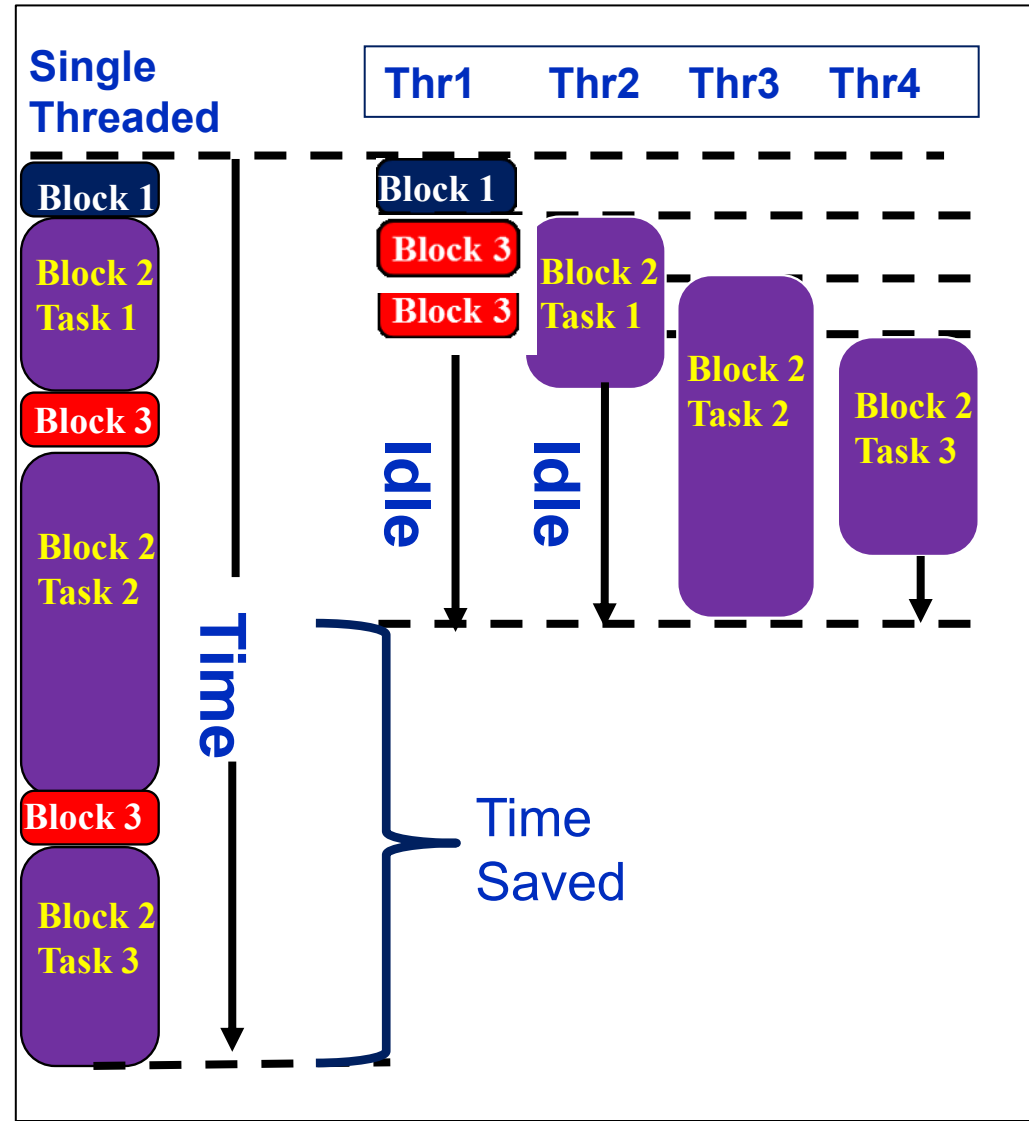 Single
Threaded
Thr1 Thr2 Thr3 Thr4
Block 1
Block 2
Task 1
Block 3
Block 2
Task 2
Block 3
Block 2
Task 3
Time
Block 1
Block 3
Block 3
Idle
Block 2
Task 1
Idle
Block 2
Task 2
Block 2
Task 3
Time
Saved